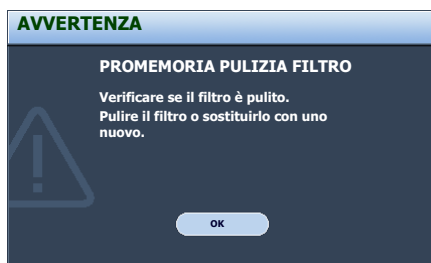 AVVERTENZA
PROMEMORIA PULIZIA FILTRO
Verificare se il filtro è pulito.
Pulire il filtro o sostituirlo con uno
nuovo.
OK